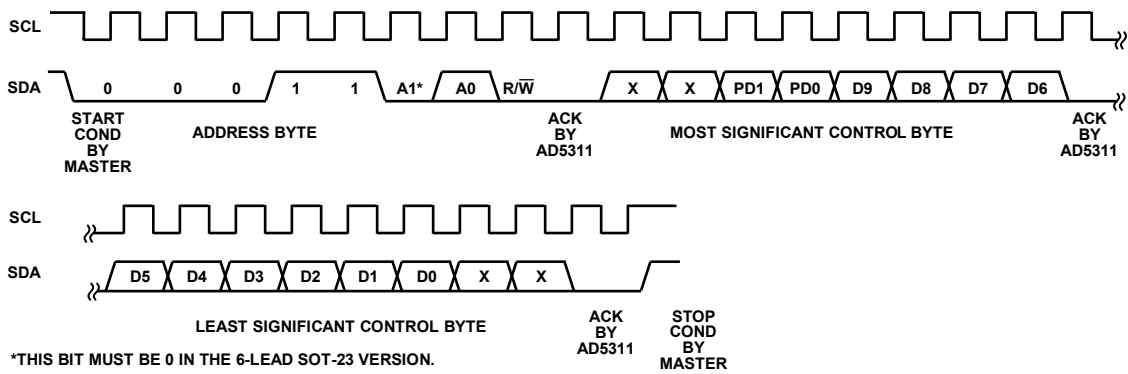 SCL
SDA 0 0 0 1 1 A1* A0 R/W̅ X X PD1 PD0 D9 D8 D7 D6
START COND BY MASTER
ADDRESS BYTE
ACK BY AD5311
MOST SIGNIFICANT CONTROL BYTE
ACK BY AD5311
SCL
SDA D5 D4 D3 D2 D1 D0 X X
LEAST SIGNIFICANT CONTROL BYTE
ACK BY AD5311
STOP COND BY MASTER
*THIS BIT MUST BE 0 IN THE 6-LEAD SOT-23 VERSION.